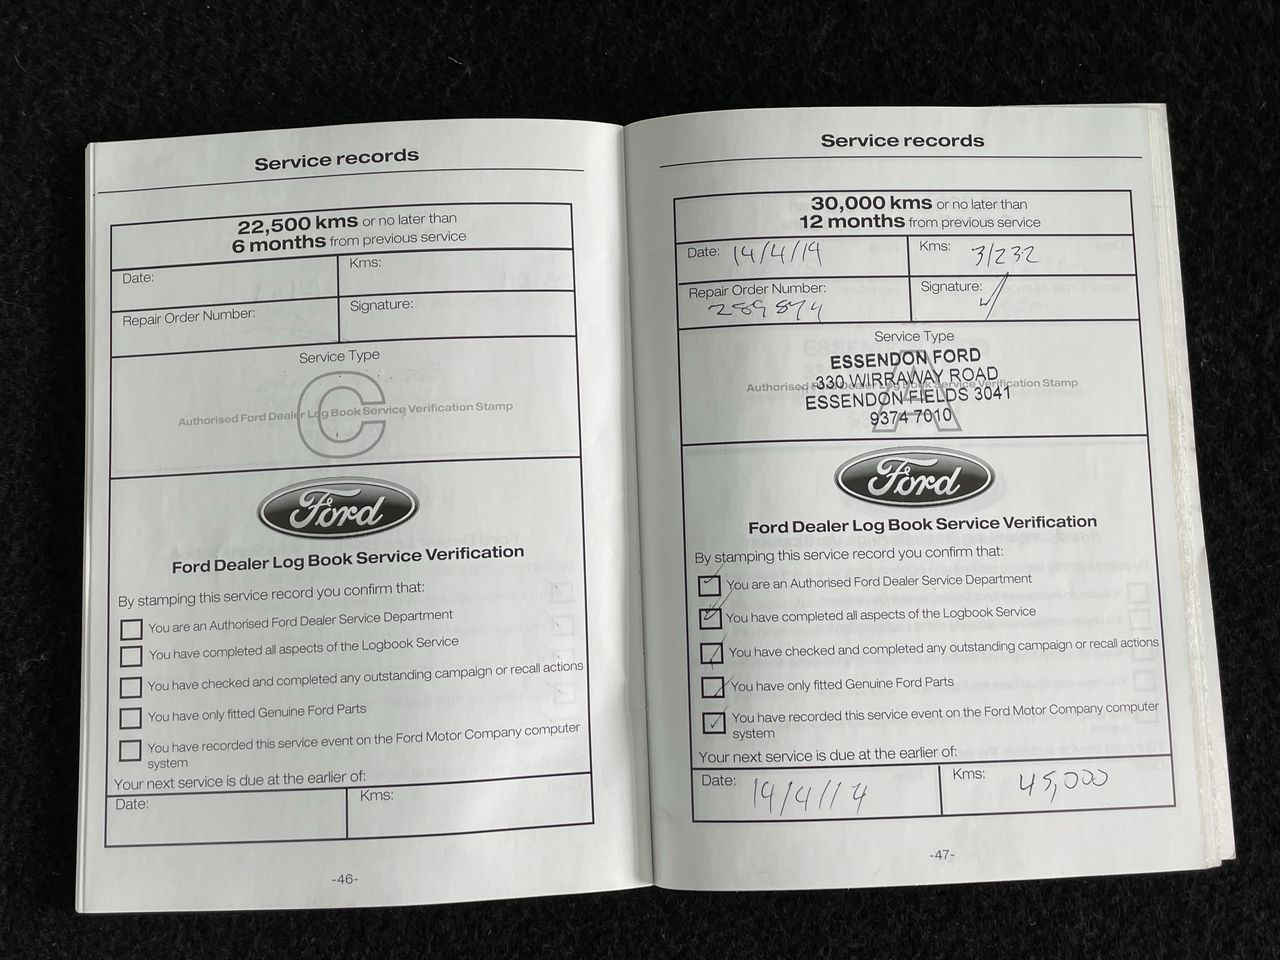 Service records
22,500 kms or no later than
6 months from previous service
Date:
Kms:
Repair Order Number:
Signature:
Service Type
C
Authorised Ford Dealer Log Book Service Verification Stamp
Ford
Ford Dealer Log Book Service Verification
By stamping this service record you confirm that:
You are an Authorised Ford Dealer Service Department
You have completed all aspects of the Logbook Service
You have checked and completed any outstanding campaign or recall actions
You have only fitted Genuine Ford Parts
You have recorded this service event on the Ford Motor Company computer
system
Your next service is due at the earlier of:
Date:
Kms:
-46-
Service records
30,000 kms or no later than
12 months from previous service
Date: 14/4/14
Kms: 31232
Repair Order Number:
289874
Signature:
Service Type
A
ESSENDON FORD
330 WIRRAWAY ROAD
Authorised Ford Dealer Log Book Service Verification Stamp
ESSENDON FIELDS 3041
9374 7010
Ford
Ford Dealer Log Book Service Verification
By stamping this service record you confirm that:
You are an Authorised Ford Dealer Service Department
You have completed all aspects of the Logbook Service
You have checked and completed any outstanding campaign or recall actions
You have only fitted Genuine Ford Parts
You have recorded this service event on the Ford Motor Company computer
system
Your next service is due at the earlier of:
Date: 14/4/14
Kms: 45,000
-47-